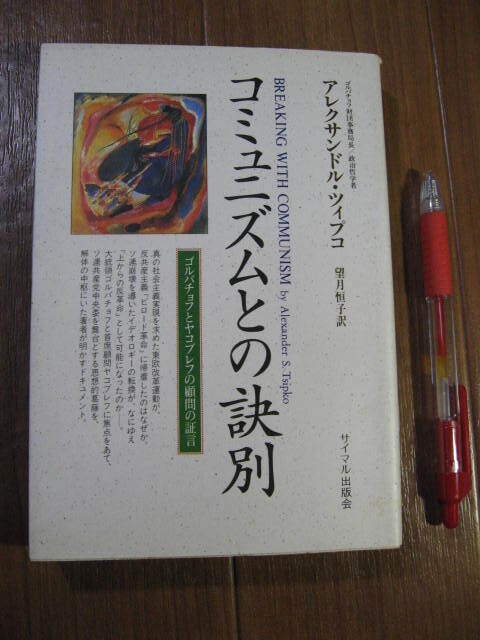 ゴルバチョフ財団事務局長/政治哲学者
アレクサンドル・ツィプコ
望月恒子訳
サイマル出版会
BREAKING WITH COMMUNISM by Alexander S. Tsipko
コミュニズムとの訣別
ゴルバチョフとヤコブレフの顧問の証言
真の社会主義実現を求めた東欧改革運動が、
反共産主義「ビロード革命」に帰着したのはなぜか。
ソ連崩壊を導いたイデオロギーの転換が、なにゆえ
「上からの反革命」として可能になったのか――。
大統領ゴルバチョフと首席顧問ヤコブレフに焦点をあて、
ソ連共産党中央委を舞台とする思想的葛藤を、
解体の中枢にいた著者が明かすドキュメント。